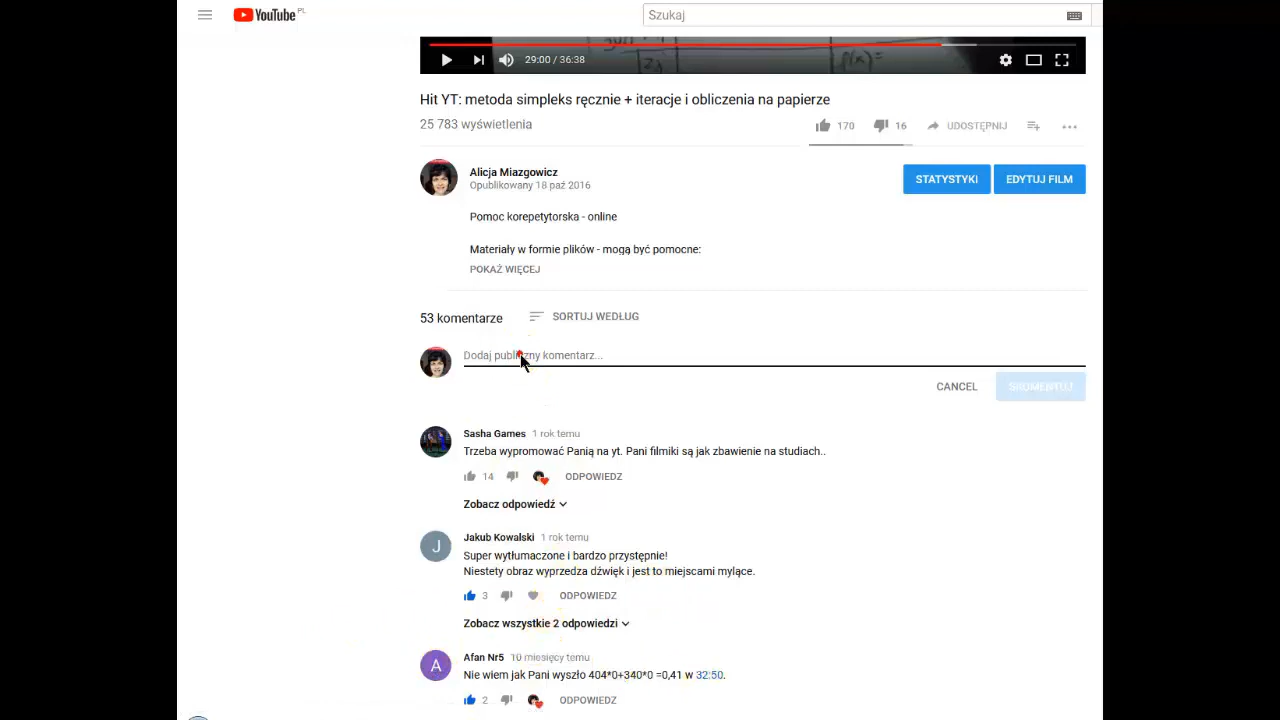 YouTube PL
Szukaj
29:00 / 36:38
Hit YT: metoda simpleks ręcznie + iteracje i obliczenia na papierze
25 783 wyświetlenia
170 16 UDOSTĘPNIJ
Alicja Miazgowicz
Opublikowany 18 paź 2016
STATYSTYKI EDYTUJ FILM
Pomoc korepetytorska - online
Materiały w formie plików - mogą być pomocne:
POKAŻ WIĘCEJ
53 komentarze SORTUJ WEDŁUG
Dodaj publiczny komentarz...
CANCEL SKOMENTUJ
Sasha Games 1 rok temu
Trzeba wypromować Panią na yt. Pani filmiki są jak zbawienie na studiach..
14 ODPOWIEDZ
Zobacz odpowiedź
J
Jakub Kowalski 1 rok temu
Super wytłumaczone i bardzo przystępnie!
Niestety obraz wyprzedza dźwięk i jest to miejscami mylące.
3 ODPOWIEDZ
Zobacz wszystkie 2 odpowiedzi
A
Afan Nr5 10 miesięcy temu
Nie wiem jak Pani wyszło 404*0+340*0 =0,41 w 32:50.
2 ODPOWIEDZ